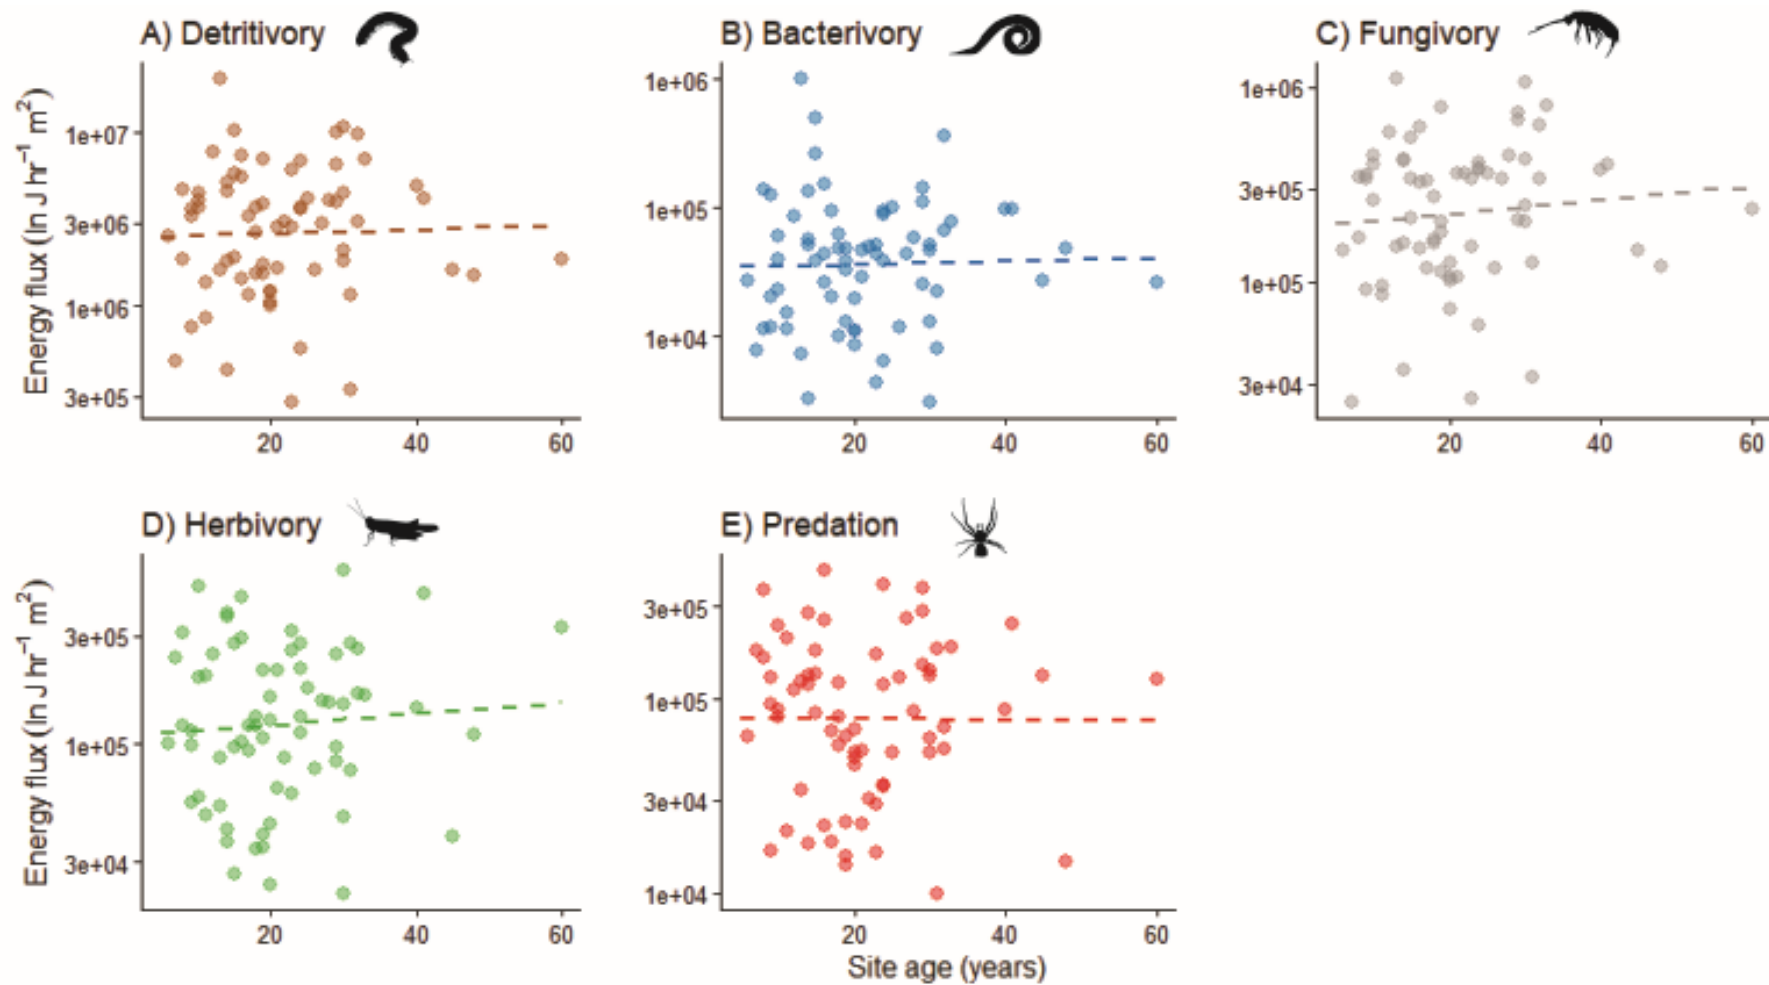 A) Detritivory
B) Bacterivory
C) Fungivory
Energy flux (ln J hr⁻¹ m²)
1e+07
3e+06
1e+06
3e+05
20 40 60
1e+06
1e+05
1e+04
20 40 60
1e+06
3e+05
1e+05
3e+04
20 40 60
D) Herbivory
E) Predation
Energy flux (ln J hr⁻¹ m²)
3e+05
1e+05
3e+04
20 40 60
3e+05
1e+05
3e+04
1e+04
20 40 60
Site age (years)